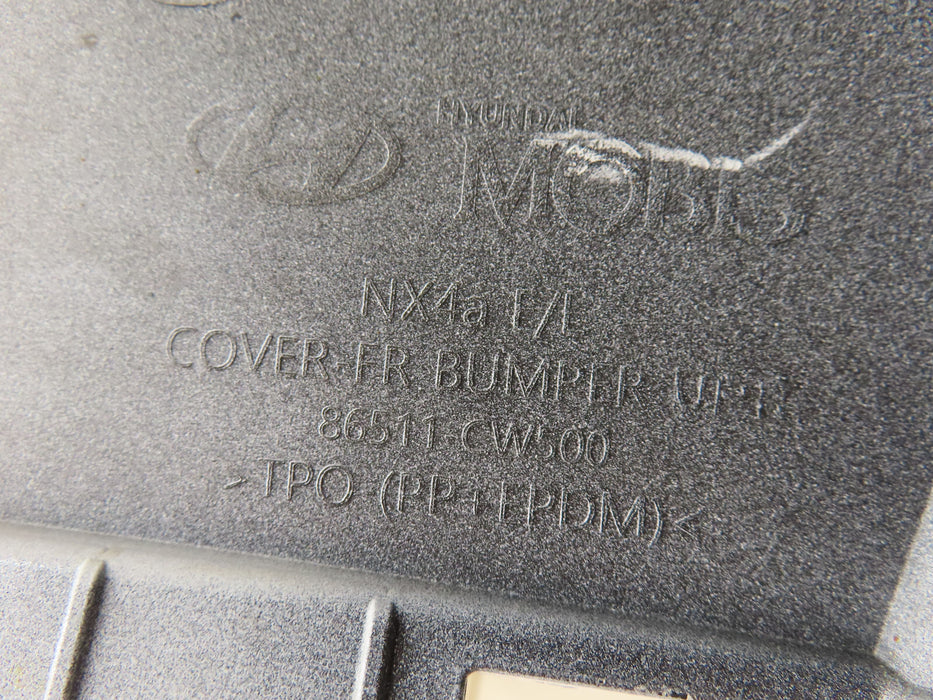 HYUNDAI
MOBIS
NX4a F/L
COVER-FR BUMPER UPR
86511-CW500
>TPO (PP+EPDM)<